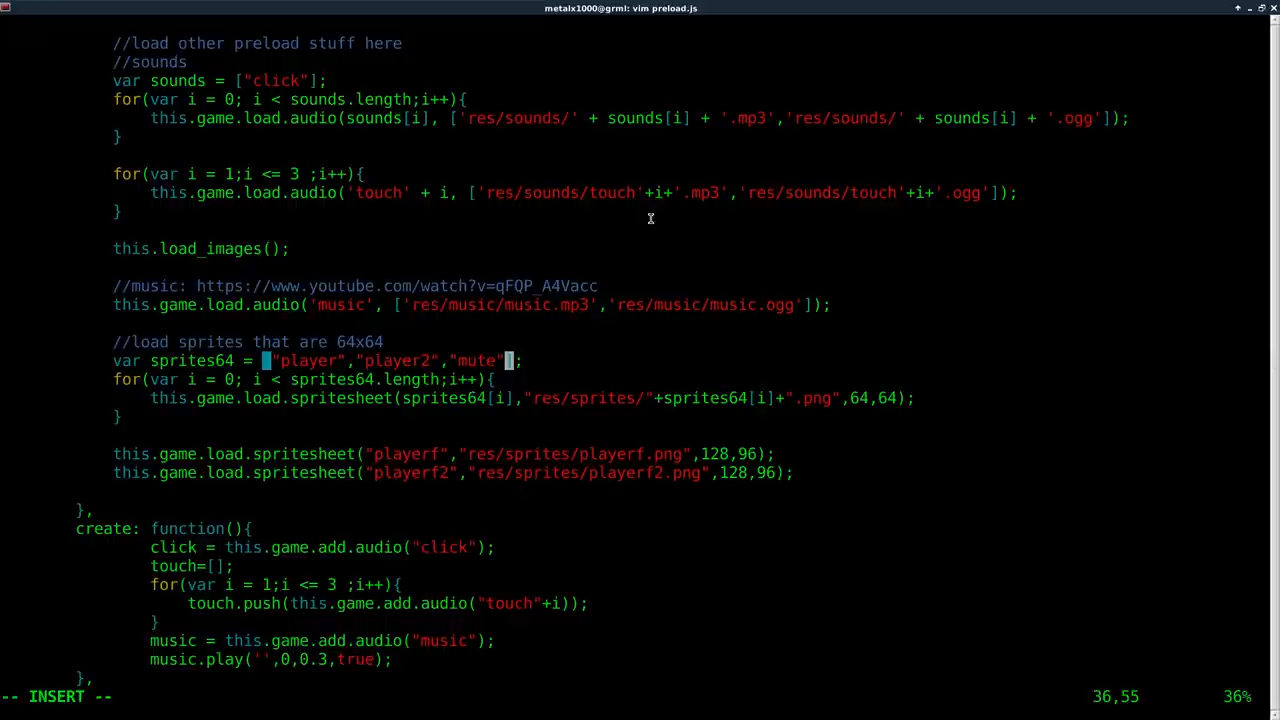 metalx1000@grml: vim preload.js
//load other preload stuff here
//sounds
var sounds = ["click"];
for(var i = 0; i < sounds.length;i++){
this.game.load.audio(sounds[i], ['res/sounds/' + sounds[i] + '.mp3','res/sounds/' + sounds[i] + '.ogg']);
}
for(var i = 1;i <= 3 ;i++){
this.game.load.audio('touch' + i, ['res/sounds/touch'+i+'.mp3','res/sounds/touch'+i+'.ogg']);
}
this.load_images();
//music: https://www.youtube.com/watch?v=qFQP_A4Vacc
this.game.load.audio('music', ['res/music/music.mp3','res/music/music.ogg']);
//load sprites that are 64x64
var sprites64 = ["player","player2","mute"];
for(var i = 0; i < sprites64.length;i++){
this.game.load.spritesheet(sprites64[i],"res/sprites/"+sprites64[i]+".png",64,64);
}
this.game.load.spritesheet("playerf","res/sprites/playerf.png",128,96);
this.game.load.spritesheet("playerf2","res/sprites/playerf2.png",128,96);
},
create: function(){
click = this.game.add.audio("click");
touch=[];
for(var i = 1;i <= 3 ;i++){
touch.push(this.game.add.audio("touch"+i));
}
music = this.game.add.audio("music");
music.play('',0,0.3,true);
},
-- INSERT -- 36,55 36%